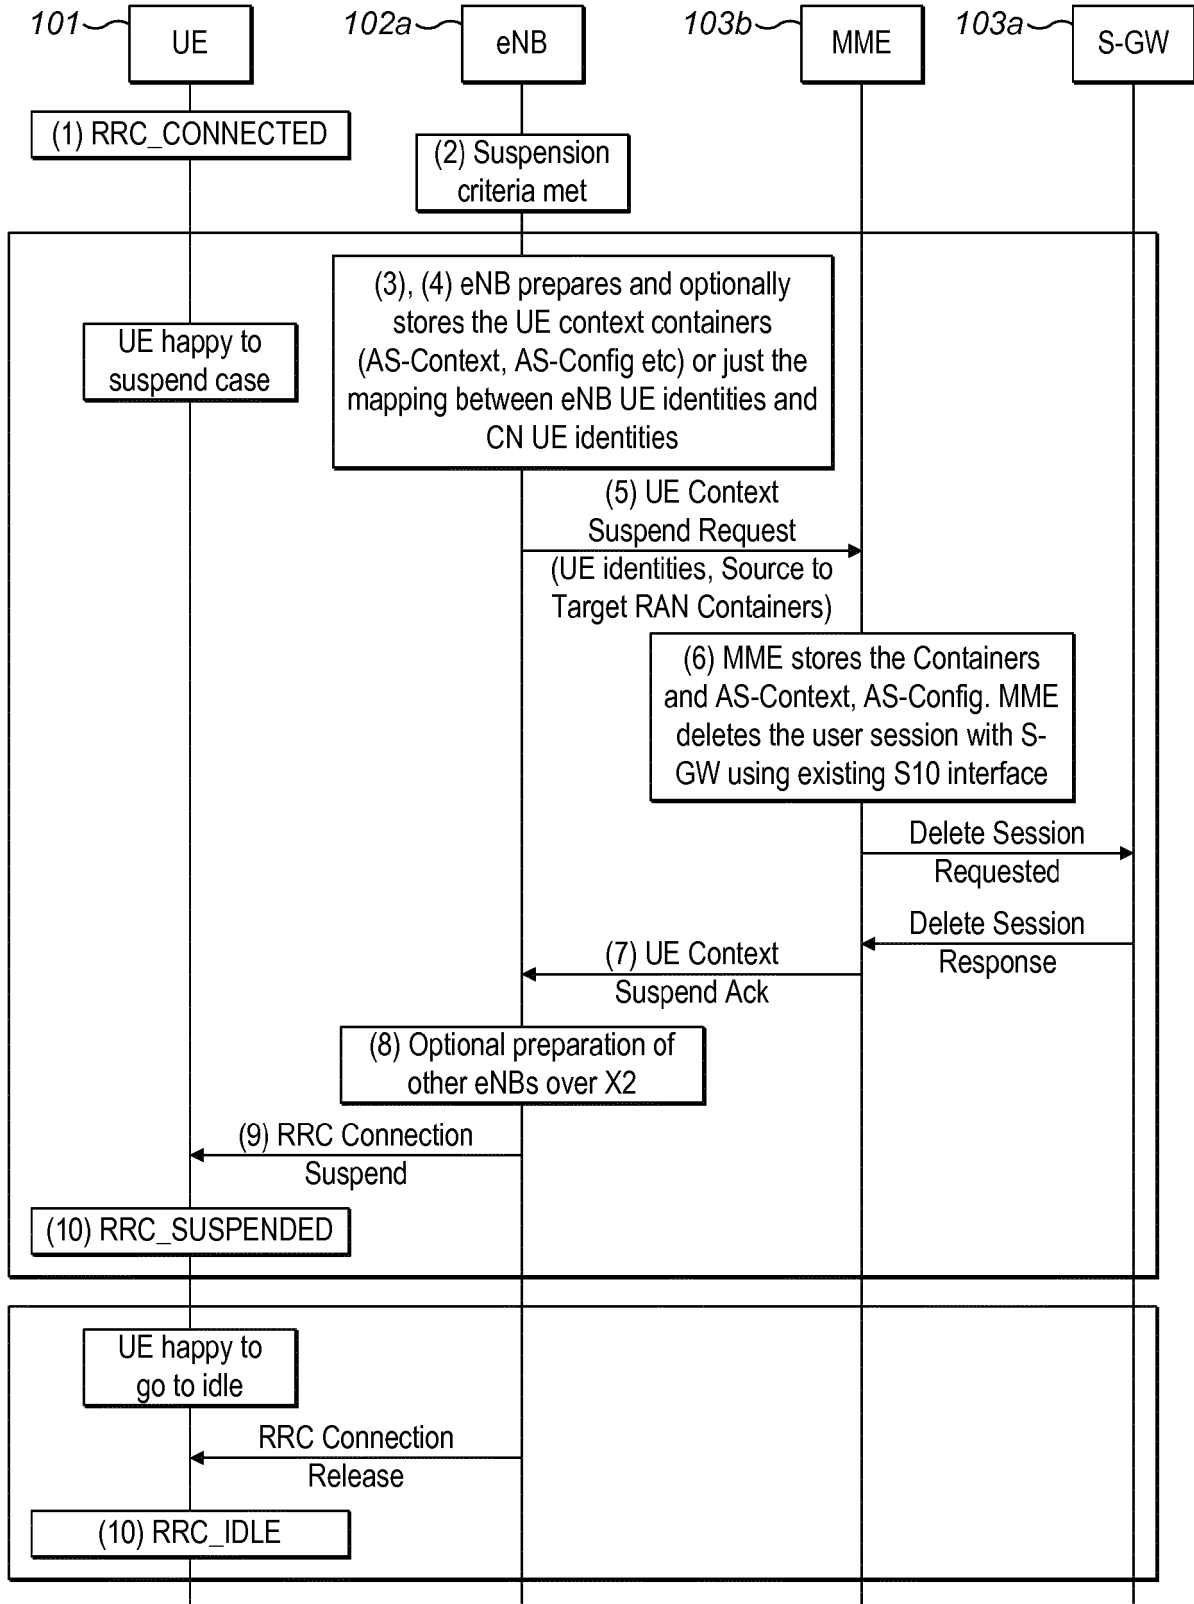 101
UE
102a
eNB
103b
MME
103a
S-GW
(1) RRC_CONNECTED
(2) Suspension
criteria met
(3), (4) eNB prepares and optionally
stores the UE context containers
(AS-Context, AS-Config etc) or just the
mapping between eNB UE identities and
CN UE identities
UE happy to
suspend case
(5) UE Context
Suspend Request
(UE identities, Source to
Target RAN Containers)
(6) MME stores the Containers
and AS-Context, AS-Config. MME
deletes the user session with S-
GW using existing S10 interface
Delete Session
Requested
Delete Session
Response
(7) UE Context
Suspend Ack
(8) Optional preparation of
other eNBs over X2
(9) RRC Connection
Suspend
(10) RRC_SUSPENDED
UE happy to
go to idle
RRC Connection
Release
(10) RRC_IDLE